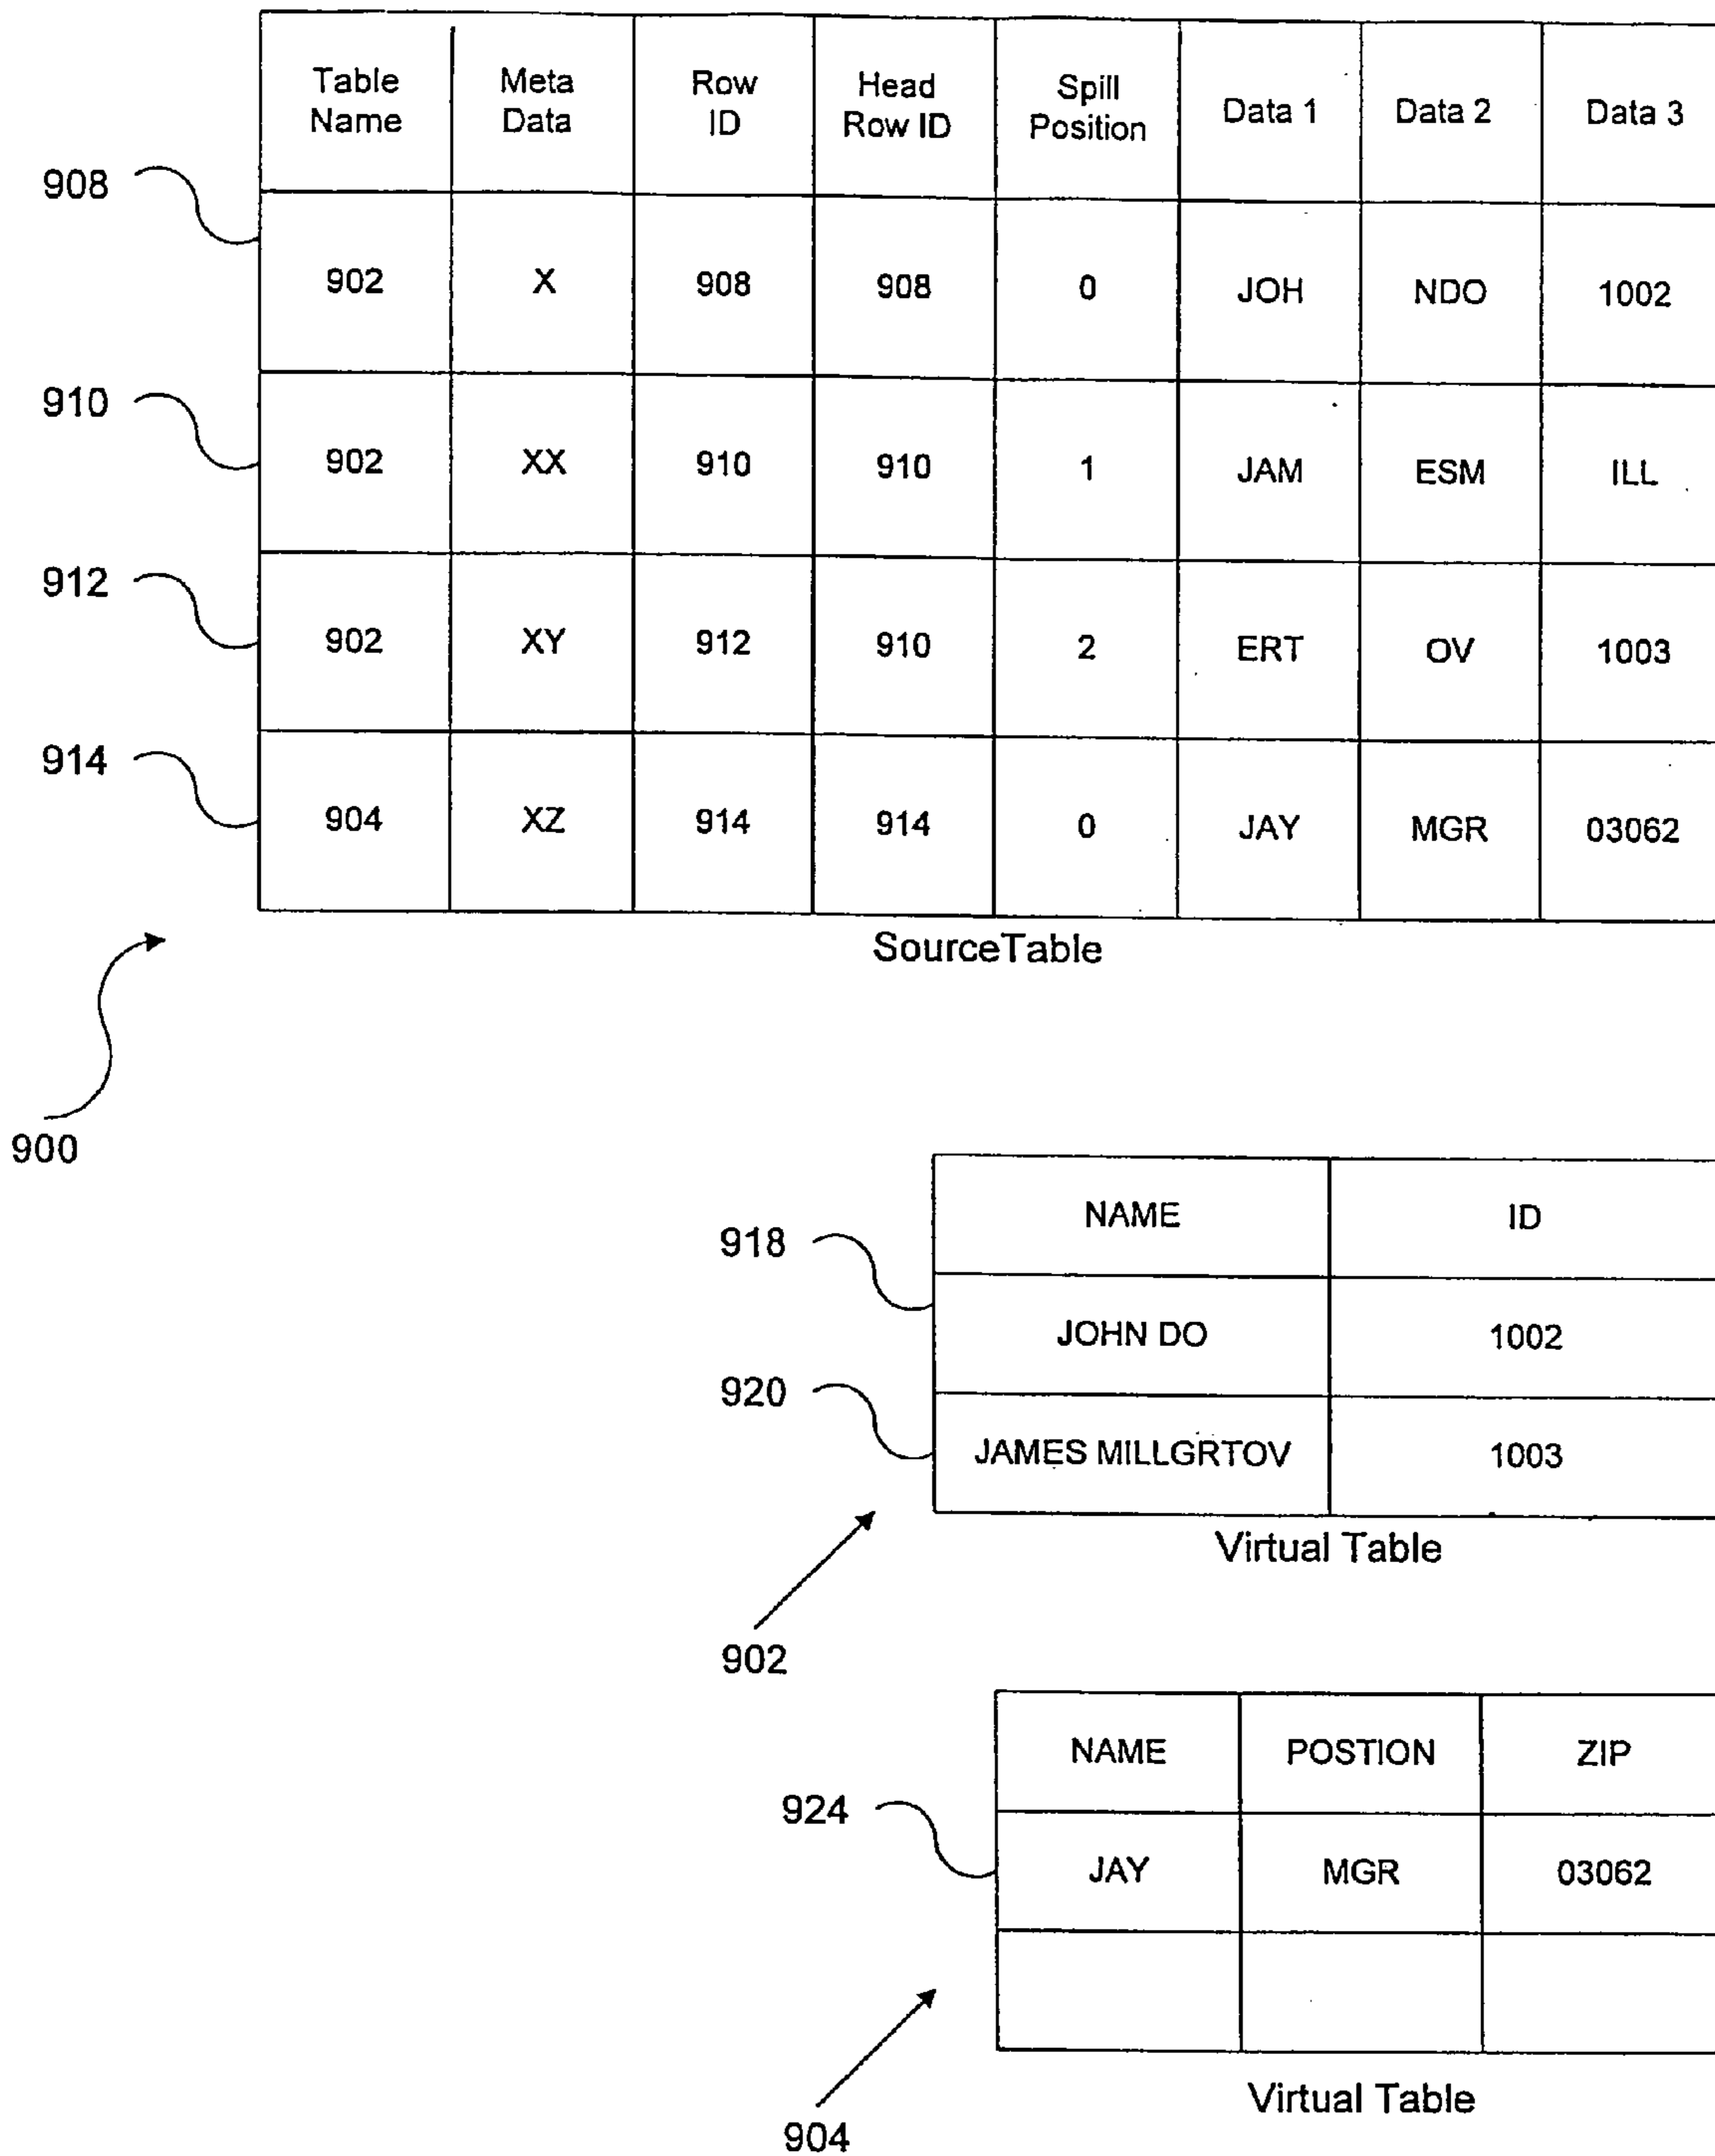 Table Name Meta Data Row ID Head Row ID Spill Position Data 1 Data 2 Data 3
908
902 X 908 908 0 JOH NDO 1002
910
902 XX 910 910 1 JAM ESM ILL
912
902 XY 912 910 2 ERT OV 1003
914
904 XZ 914 914 0 JAY MGR 03062
SourceTable
900
NAME ID
918
JOHN DO 1002
920
JAMES MILLGRTOV 1003
Virtual Table
902
NAME POSTION ZIP
924
JAY MGR 03062
Virtual Table
904